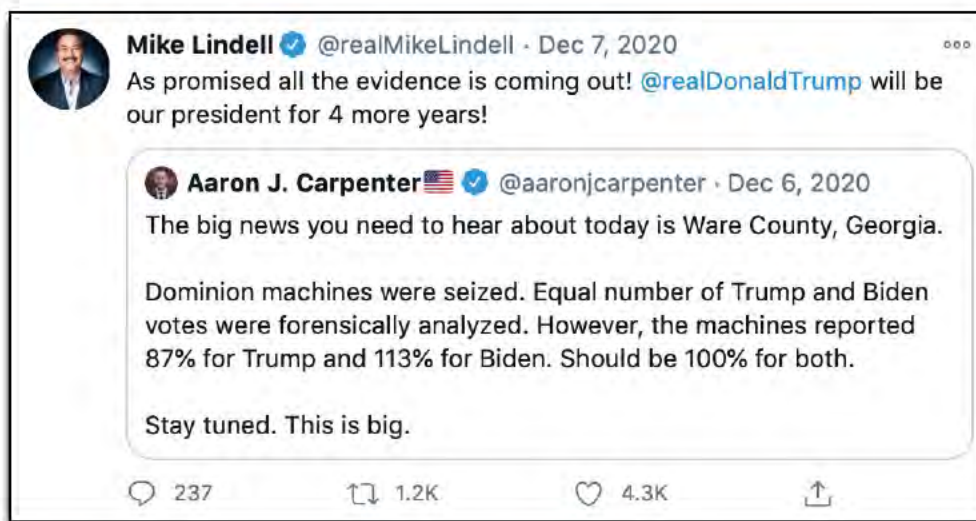 Mike Lindell @realMikeLindell · Dec 7, 2020
As promised all the evidence is coming out! @realDonaldTrump will be
our president for 4 more years!
Aaron J. Carpenter🇺🇸 @aaronjcarpenter · Dec 6, 2020
The big news you need to hear about today is Ware County, Georgia.
Dominion machines were seized. Equal number of Trump and Biden
votes were forensically analyzed. However, the machines reported
87% for Trump and 113% for Biden. Should be 100% for both.
Stay tuned. This is big.
237 1.2K 4.3K